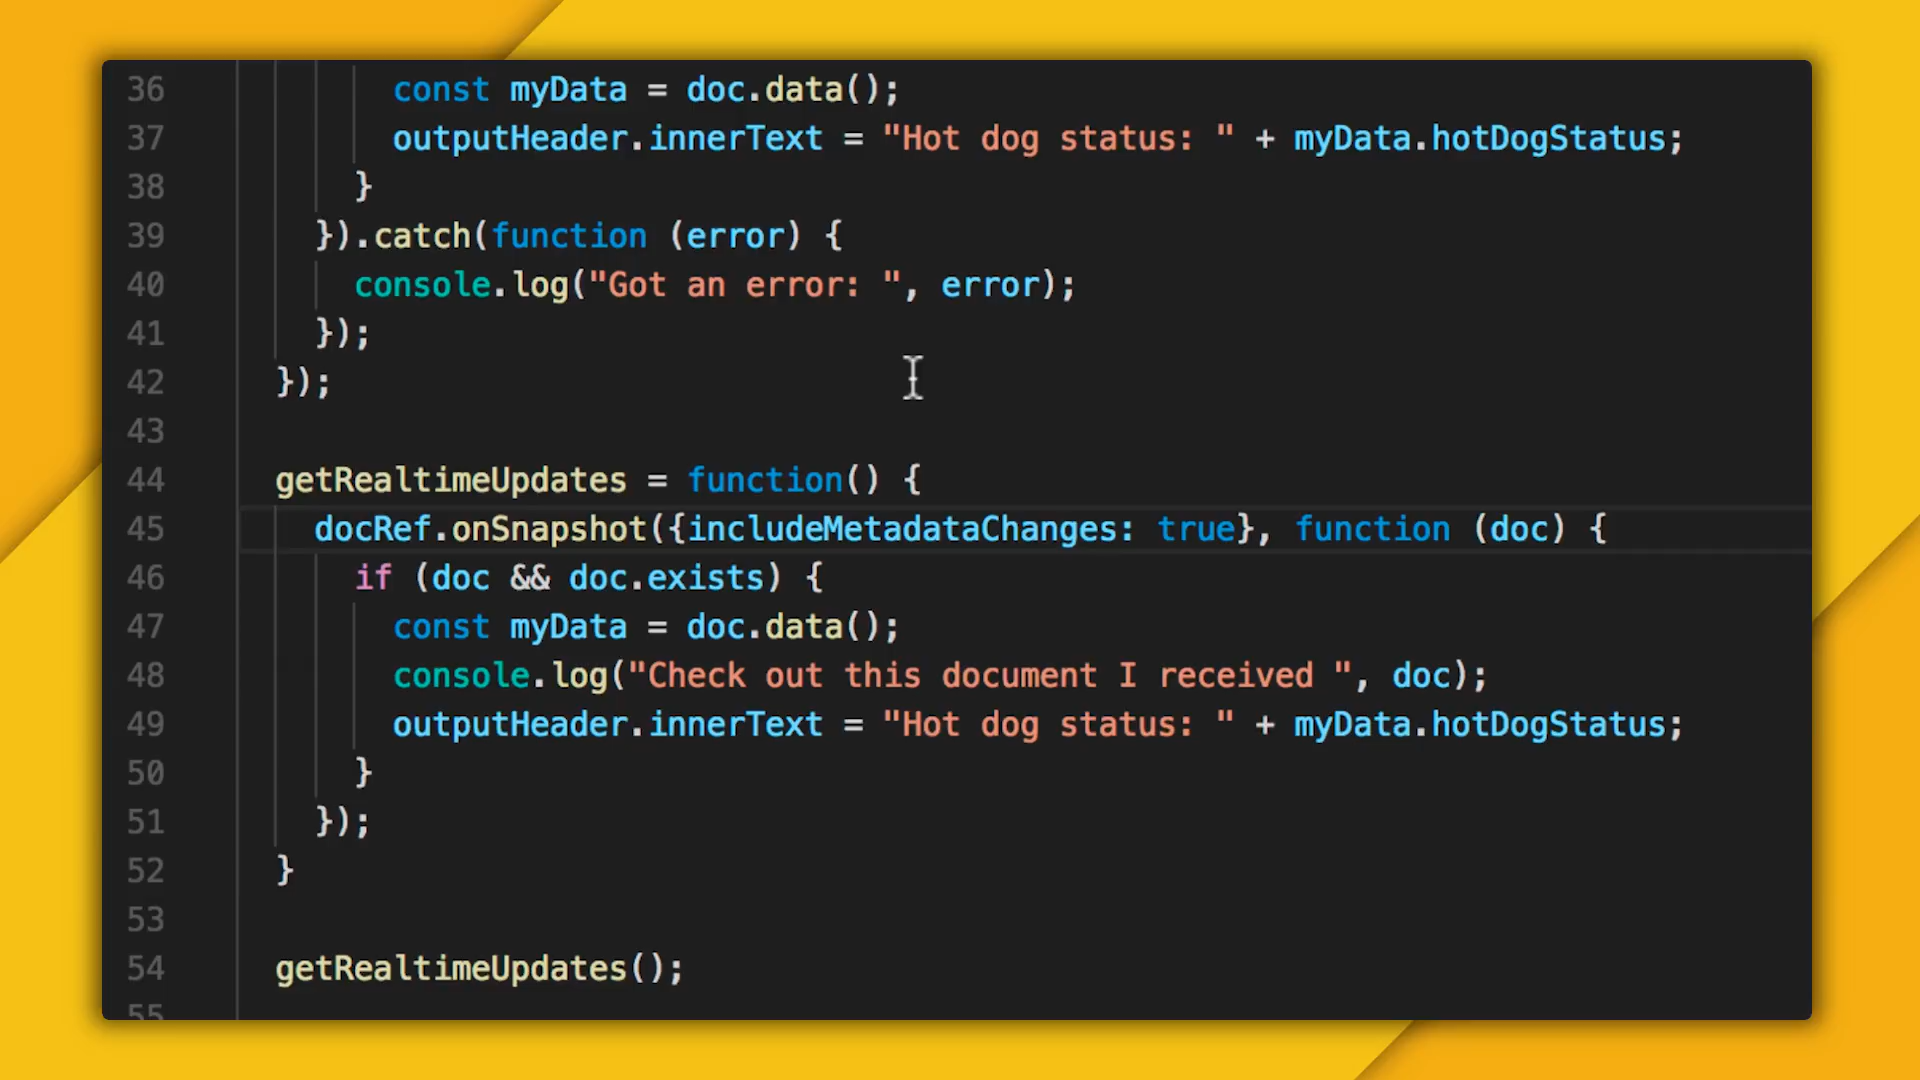 36 const myData = doc.data();
37 outputHeader.innerText = "Hot dog status: " + myData.hotDogStatus;
38 }
39 }).catch(function (error) {
40 console.log("Got an error: ", error);
41 });
42 });
43
44 getRealtimeUpdates = function() {
45 docRef.onSnapshot({includeMetadataChanges: true}, function (doc) {
46 if (doc && doc.exists) {
47 const myData = doc.data();
48 console.log("Check out this document I received ", doc);
49 outputHeader.innerText = "Hot dog status: " + myData.hotDogStatus;
50 }
51 });
52 }
53
54 getRealtimeUpdates();
55